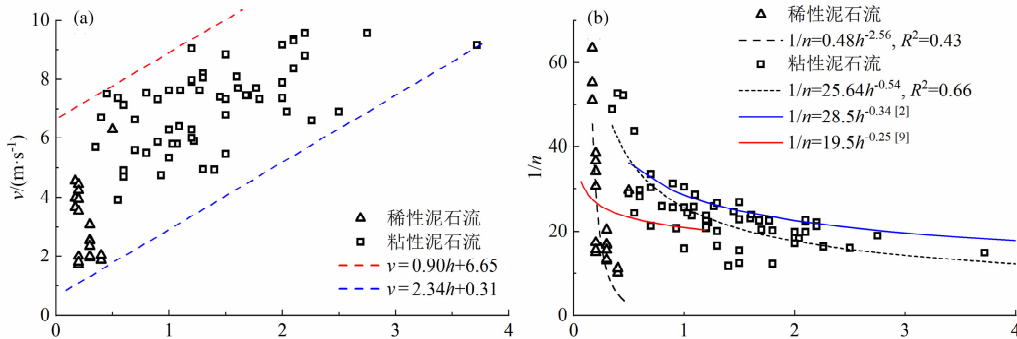 (a)
10
8
6
4
2
0
v/(m·s⁻¹)
稀性泥石流
粘性泥石流
v=0.90h+6.65
v=2.34h+0.31
0 1 2 3 4
(b)
60
40
20
0
1/n
稀性泥石流
1/n=0.48h^-2.56, R²=0.43
粘性泥石流
1/n=25.64h^-0.54, R²=0.66
1/n=28.5h^-0.34 [2]
1/n=19.5h^-0.25 [9]
0 1 2 3 4